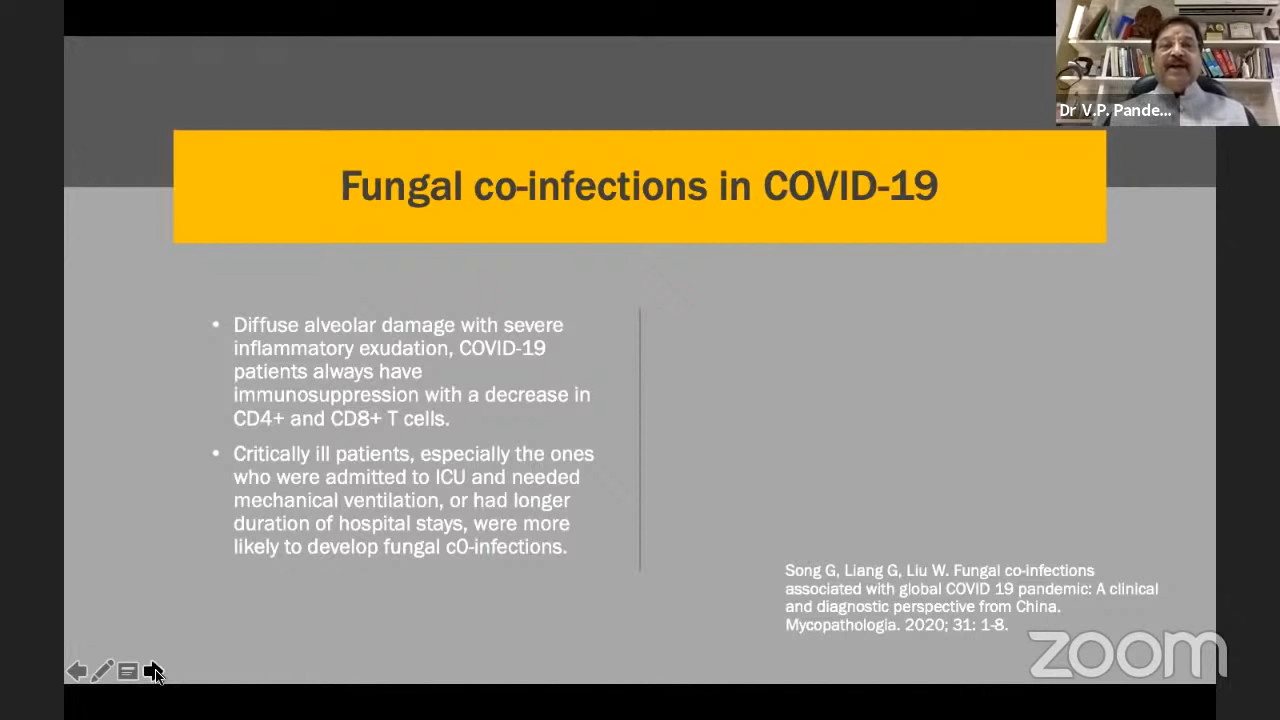 Dr V.P. Pande...
Fungal co-infections in COVID-19
• Diffuse alveolar damage with severe
inflammatory exudation, COVID-19
patients always have
immunosuppression with a decrease in
CD4+ and CD8+ T cells.
• Critically ill patients, especially the ones
who were admitted to ICU and needed
mechanical ventilation, or had longer
duration of hospital stays, were more
likely to develop fungal c0-infections.
Song G, Liang G, Liu W. Fungal co-infections
associated with global COVID 19 pandemic: A clinical
and diagnostic perspective from China.
Mycopathologia. 2020; 31: 1-8.
zoom